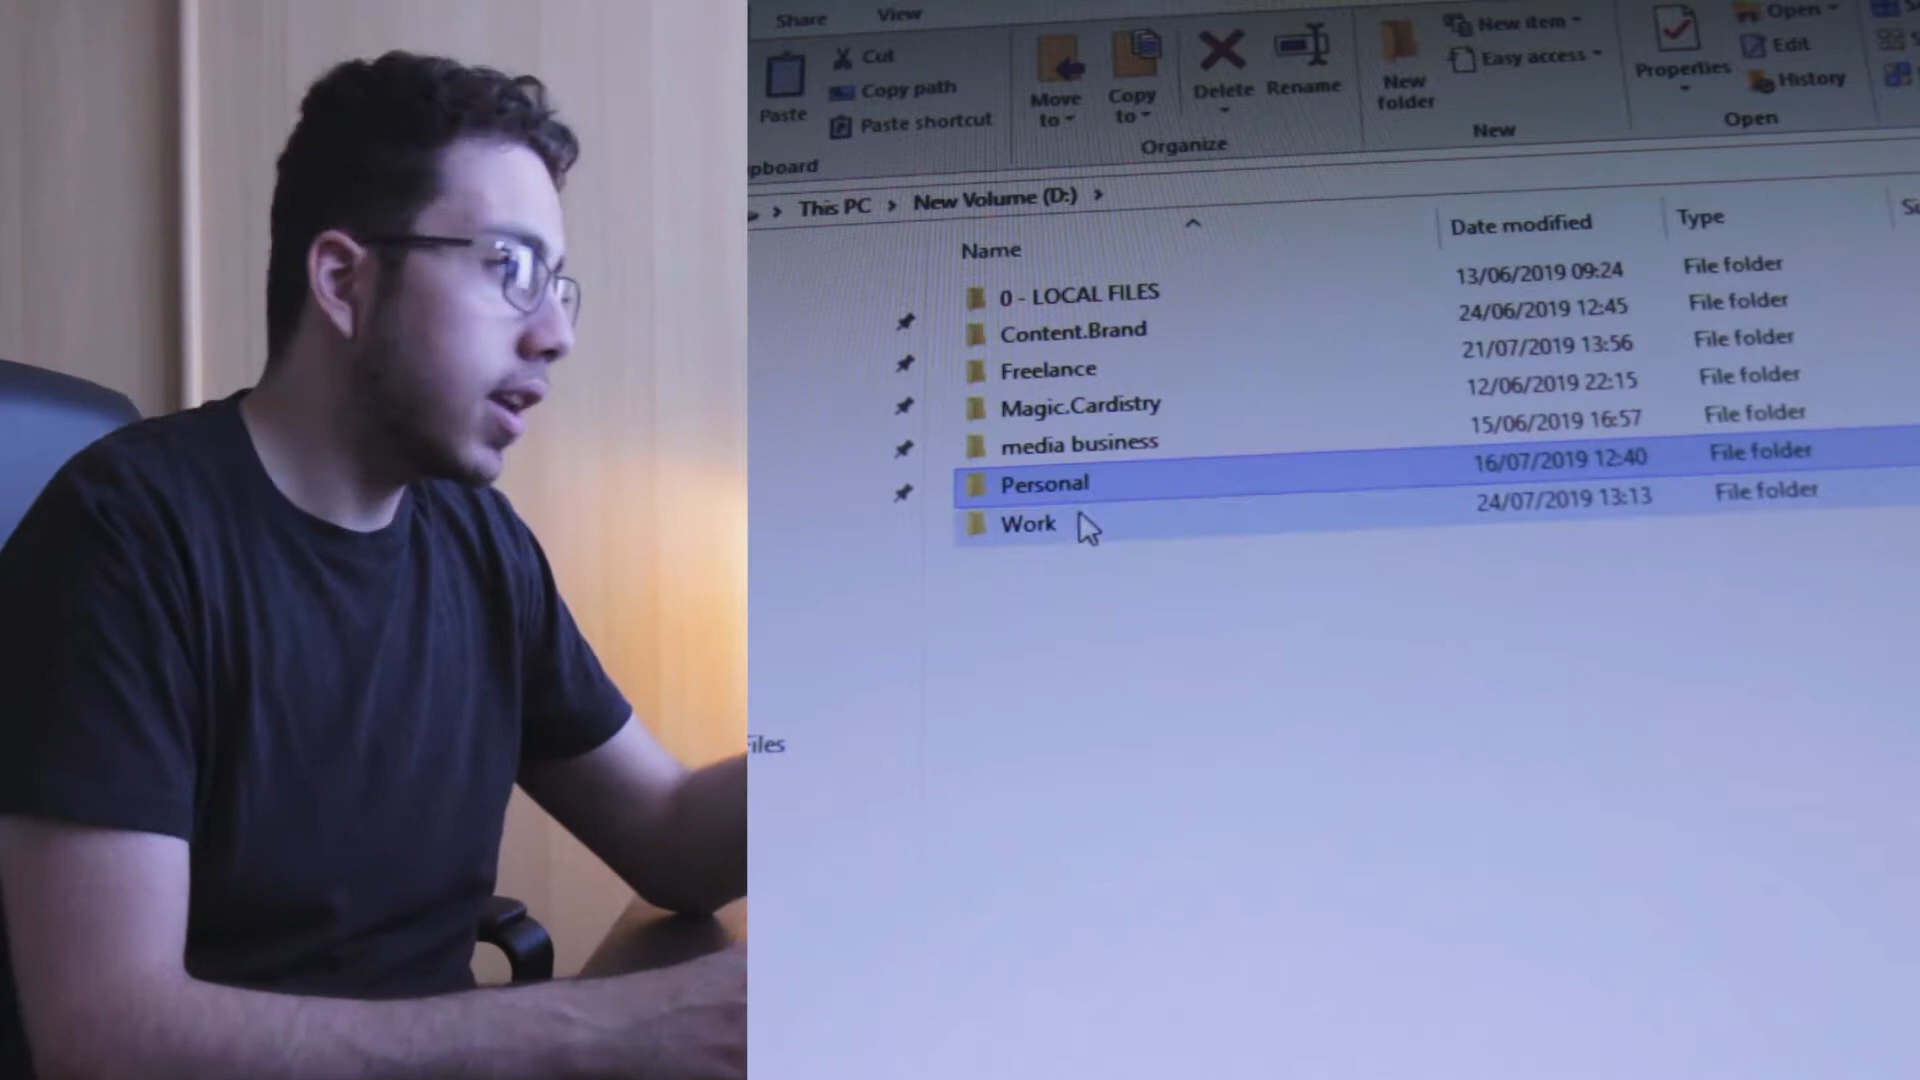 Share View
Paste
Cut
Copy path
Paste shortcut
pboard
Move to
Copy to
Delete
Rename
Organize
New folder
New item
Easy access
New
Properties
Open
Edit
History
Open
This PC > New Volume (D:) >
Name Date modified Type
0 - LOCAL FILES 13/06/2019 09:24 File folder
Content.Brand 24/06/2019 12:45 File folder
Freelance 21/07/2019 13:56 File folder
Magic.Cardistry 12/06/2019 22:15 File folder
media business 15/06/2019 16:57 File folder
Personal 16/07/2019 12:40 File folder
Work 24/07/2019 13:13 File folder
iles